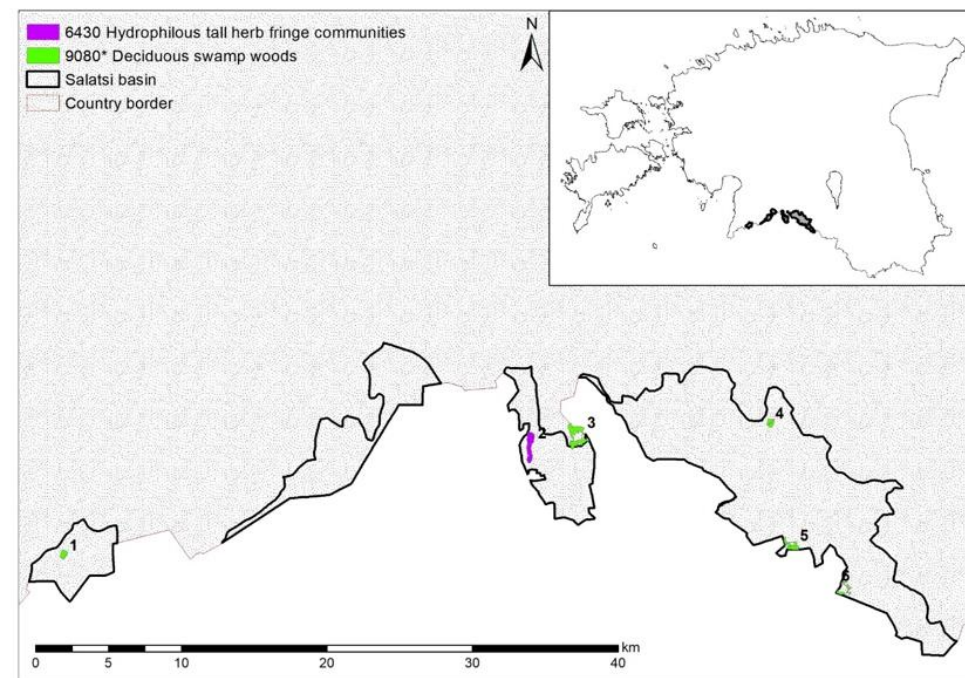 6430 Hydrophilous tall herb fringe communities
9080* Deciduous swamp woods
Salatsi basin
Country border
N
1
2
3
4
5
6
km
0 5 10 20 30 40